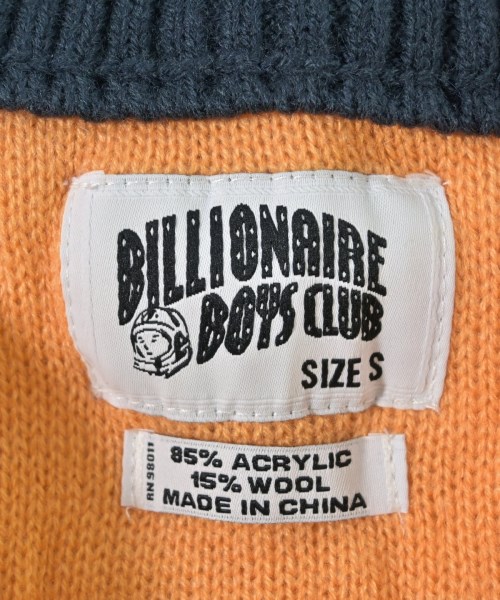 BILLIONAIRE
BOYS CLUB
SIZE S
RN 98011
85% ACRYLIC
15% WOOL
MADE IN CHINA